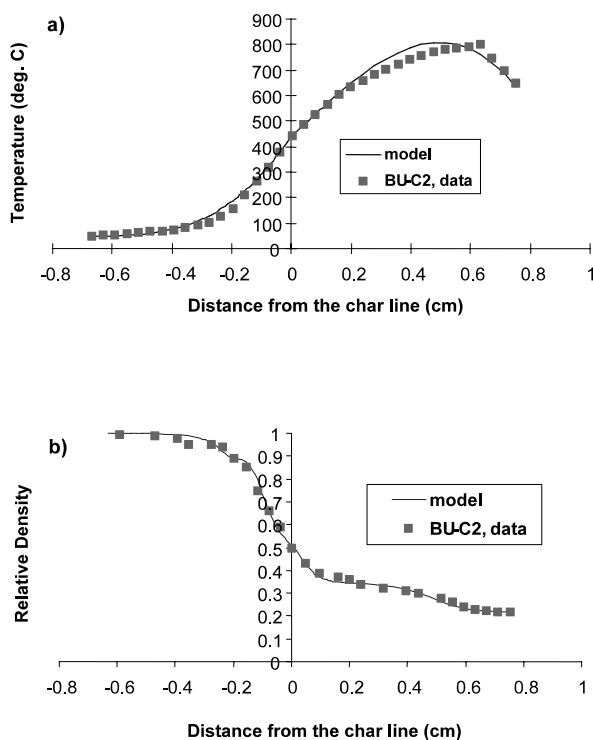 a)
Temperature (deg. C)
900
800
700
600
500
400
300
200
100
0
model
BU-C2, data
-0.8 -0.6 -0.4 -0.2 0 0.2 0.4 0.6 0.8 1
Distance from the char line (cm)
b)
Relative Density
1
0.9
0.8
0.7
0.6
0.5
0.4
0.3
0.2
0.1
0
model
BU-C2, data
-0.8 -0.6 -0.4 -0.2 0 0.2 0.4 0.6 0.8 1
Distance from the char line (cm)